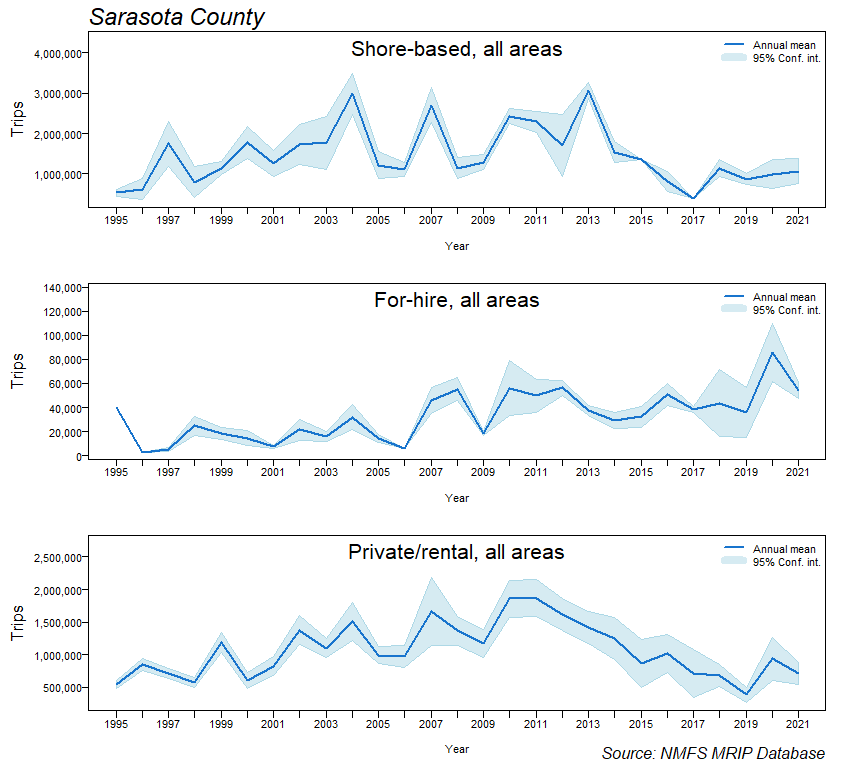 Sarasota County
Shore-based, all areas
Annual mean
95% Conf. int.
Trips
4,000,000
3,000,000
2,000,000
1,000,000
1995 1997 1999 2001 2003 2005 2007 2009 2011 2013 2015 2017 2019 2021
Year
For-hire, all areas
Annual mean
95% Conf. int.
Trips
140,000
120,000
100,000
80,000
60,000
40,000
20,000
0
1995 1997 1999 2001 2003 2005 2007 2009 2011 2013 2015 2017 2019 2021
Year
Private/rental, all areas
Annual mean
95% Conf. int.
Trips
2,500,000
2,000,000
1,500,000
1,000,000
500,000
1995 1997 1999 2001 2003 2005 2007 2009 2011 2013 2015 2017 2019 2021
Year
Source: NMFS MRIP Database